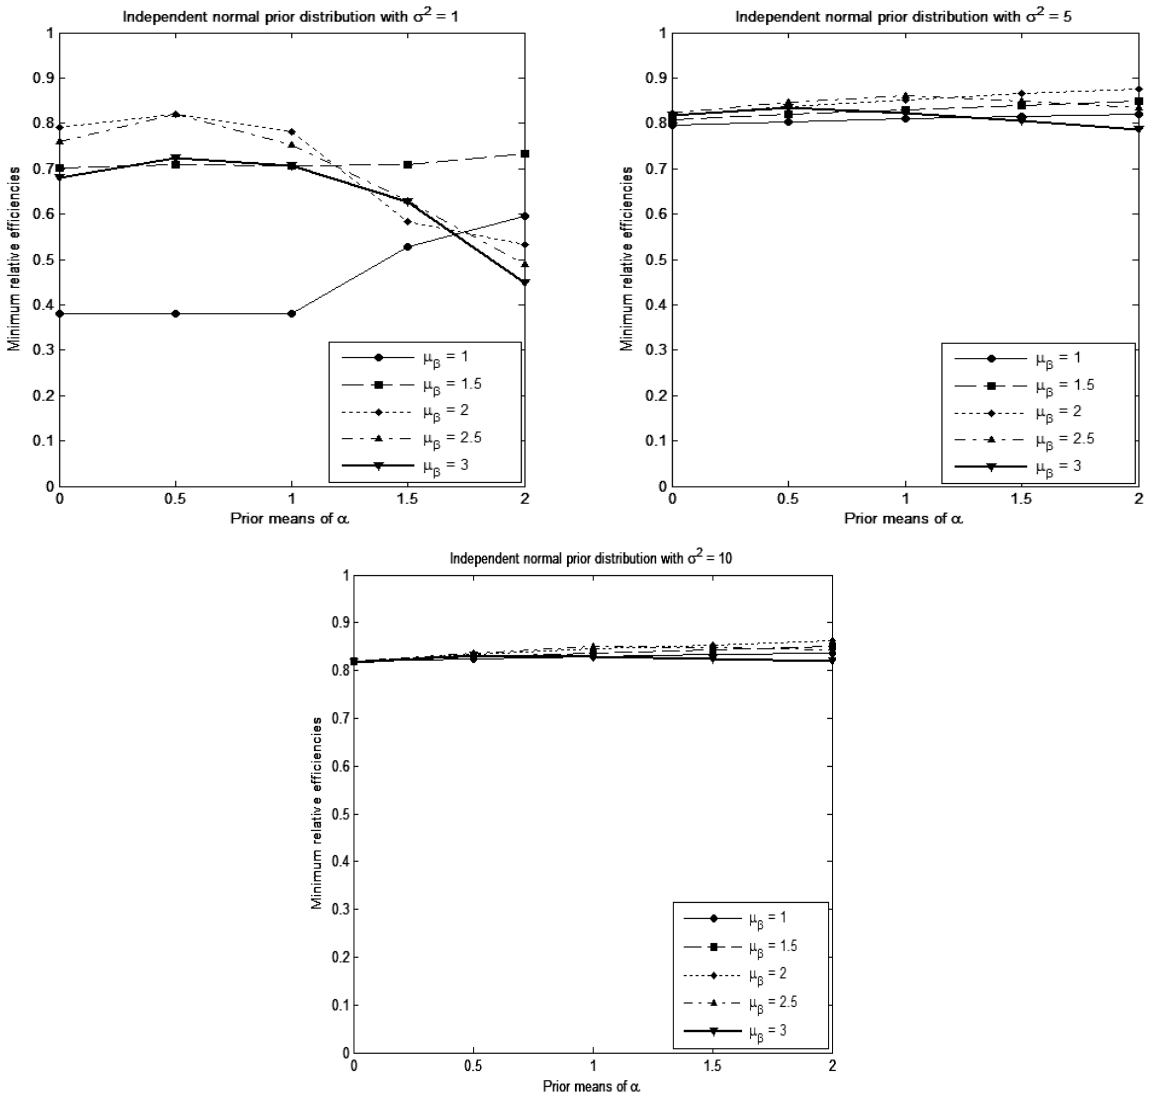 Independent normal prior distribution with σ² = 1
1
0.9
0.8
0.7
0.6
0.5
0.4
0.3
0.2
0.1
0
Minimum relative efficiencies
μβ = 1
μβ = 1.5
μβ = 2
μβ = 2.5
μβ = 3
0 0.5 1 1.5 2
Prior means of α
Independent normal prior distribution with σ² = 5
1
0.9
0.8
0.7
0.6
0.5
0.4
0.3
0.2
0.1
0
Minimum relative efficiencies
μβ = 1
μβ = 1.5
μβ = 2
μβ = 2.5
μβ = 3
0 0.5 1 1.5 2
Prior means of α
Independent normal prior distribution with σ² = 10
1
0.9
0.8
0.7
0.6
0.5
0.4
0.3
0.2
0.1
0
Minimum relative efficiencies
μβ = 1
μβ = 1.5
μβ = 2
μβ = 2.5
μβ = 3
0 0.5 1 1.5 2
Prior means of α